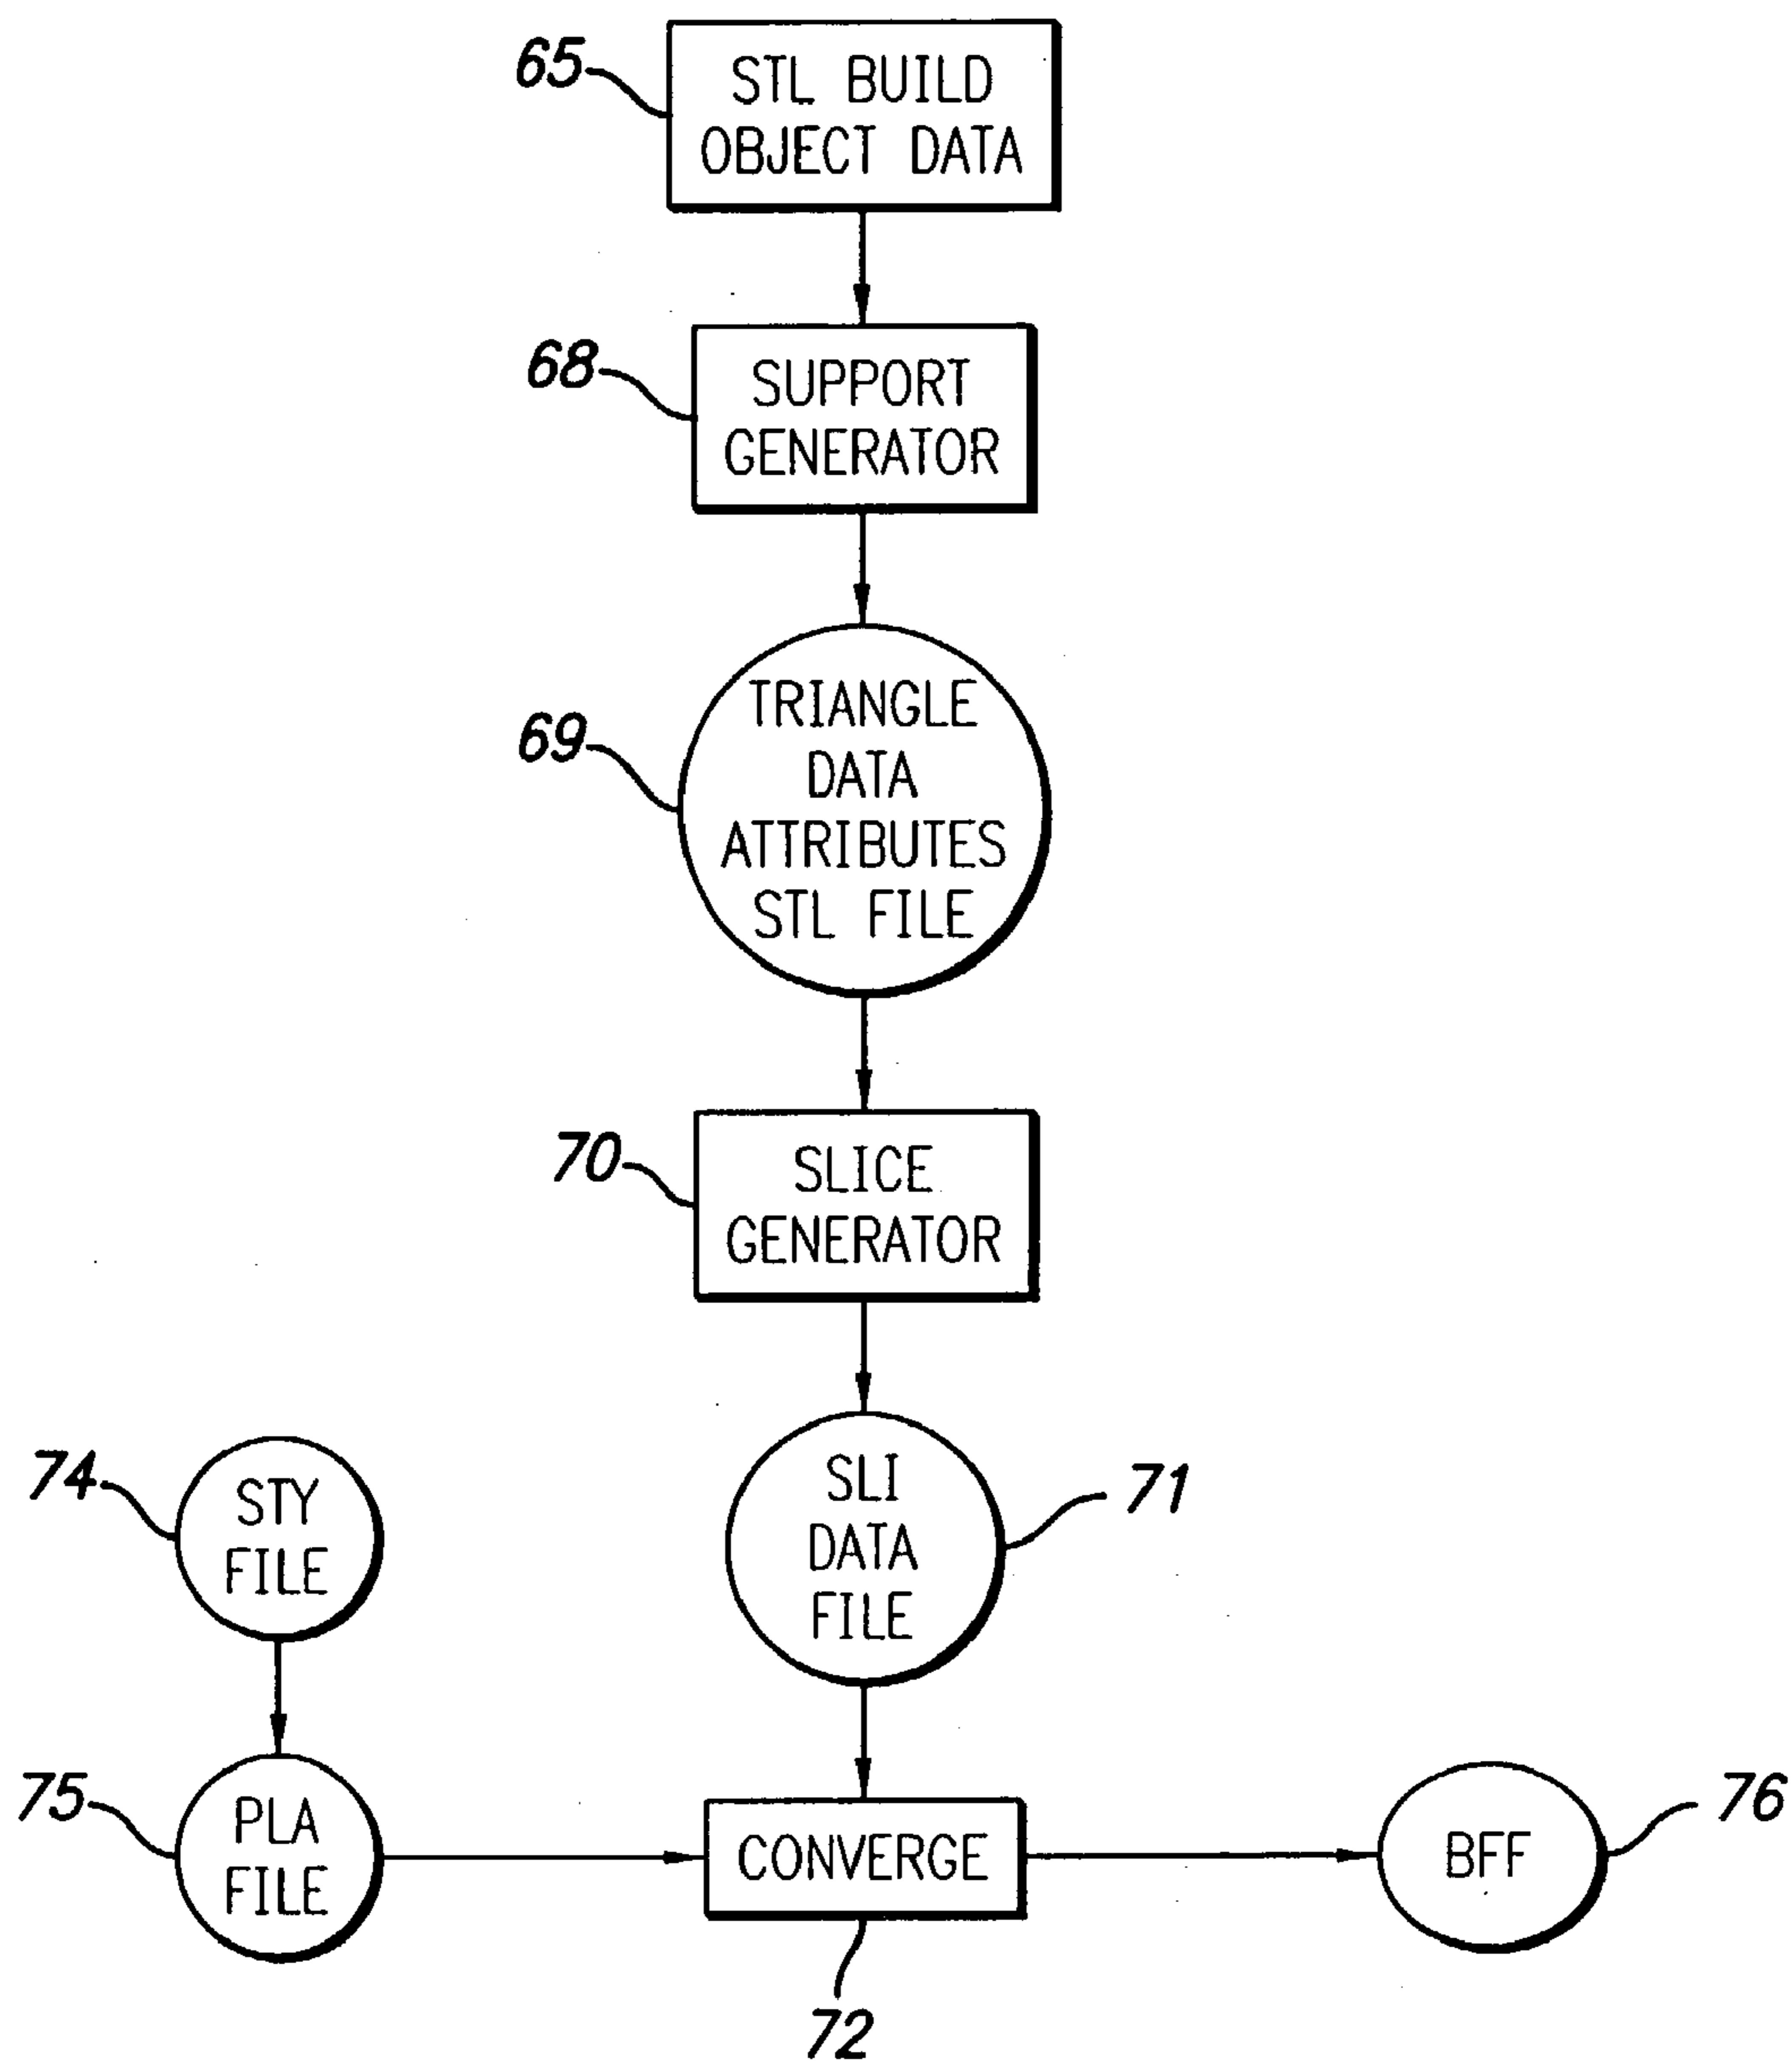 65
STL BUILD
OBJECT DATA
68
SUPPORT
GENERATOR
69
TRIANGLE
DATA
ATTRIBUTES
STL FILE
70
SLICE
GENERATOR
74
STY
FILE
SLI
DATA
FILE
71
75
PLA
FILE
CONVERGE
72
BFF
76